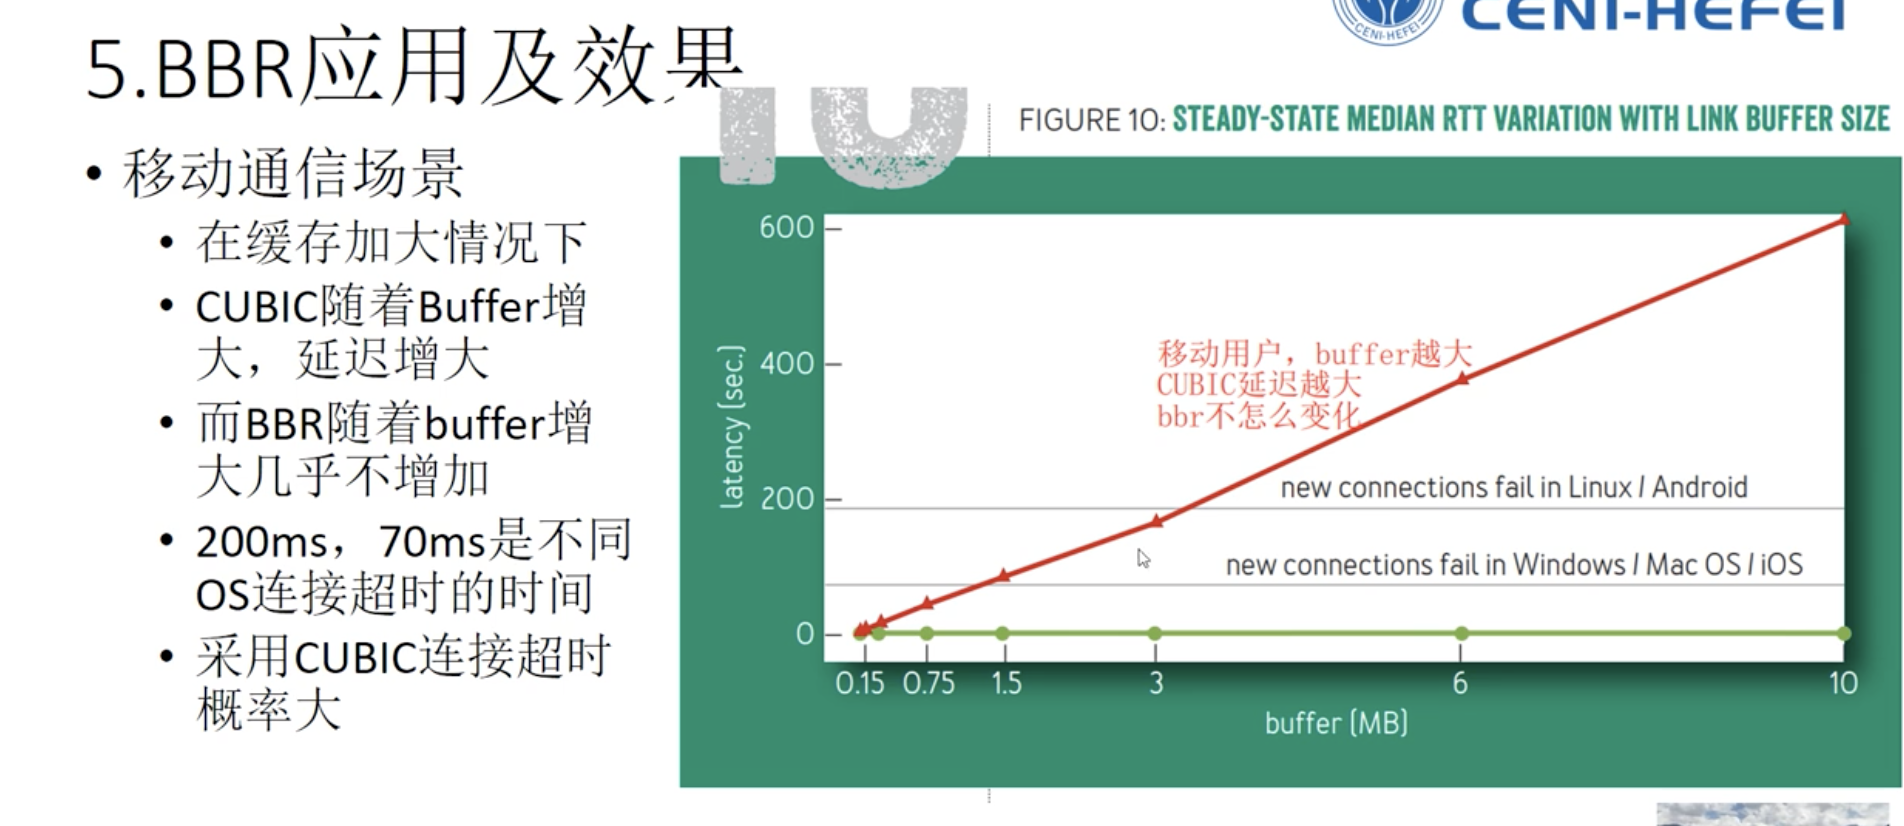 CENI-HEFEI
CENI-HEFEI
5.BBR应用及效果
10
FIGURE 10: STEADY-STATE MEDIAN RTT VARIATION WITH LINK BUFFER SIZE
• 移动通信场景
• 在缓存加大情况下
• CUBIC随着Buffer增
大，延迟增大
• 而BBR随着buffer增
大几乎不增加
• 200ms，70ms是不同
OS连接超时的时间
• 采用CUBIC连接超时
概率大
latency (sec.)
600
400
200
0
移动用户，buffer越大
CUBIC延迟越大
bbr不怎么变化
new connections fail in Linux / Android
new connections fail in Windows / Mac OS / iOS
0.15 0.75 1.5 3 6 10
buffer (MB)